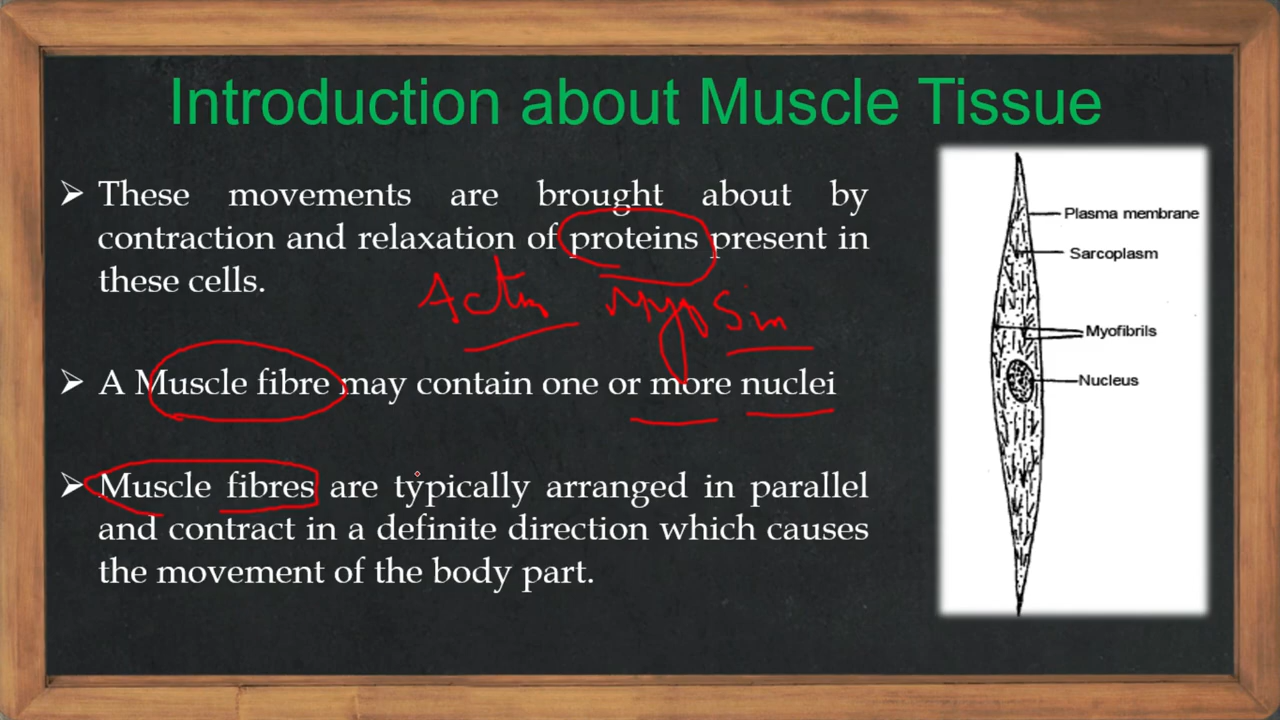 Introduction about Muscle Tissue
➤ These movements are brought about by
contraction and relaxation of proteins present in
these cells.
Actin Myosin
➤ A Muscle fibre may contain one or more nuclei
➤ Muscle fibres are typically arranged in parallel
and contract in a definite direction which causes
the movement of the body part.
Plasma membrane
Sarcoplasm
Myofibrils
Nucleus